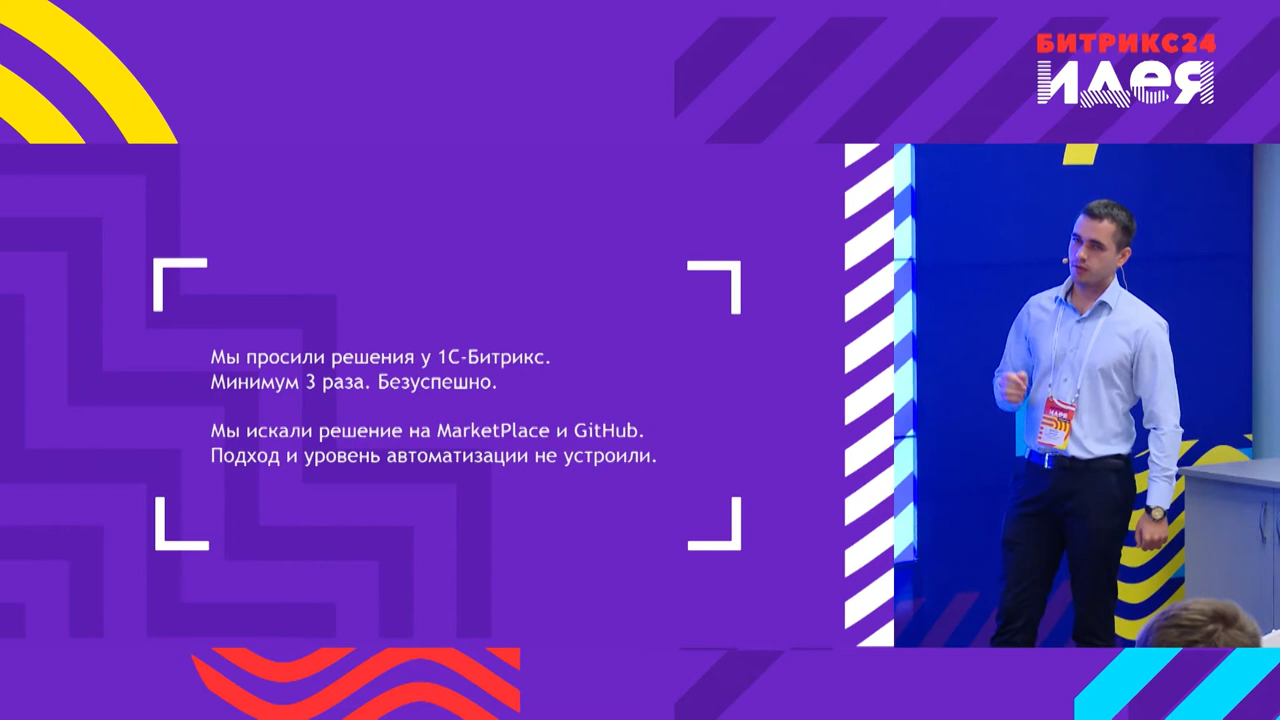 БИТРИКС24
идея
Мы просили решения у 1С-Битрикс.
Минимум 3 раза. Безуспешно.
Мы искали решение на MarketPlace и GitHub.
Подход и уровень автоматизации не устроили.